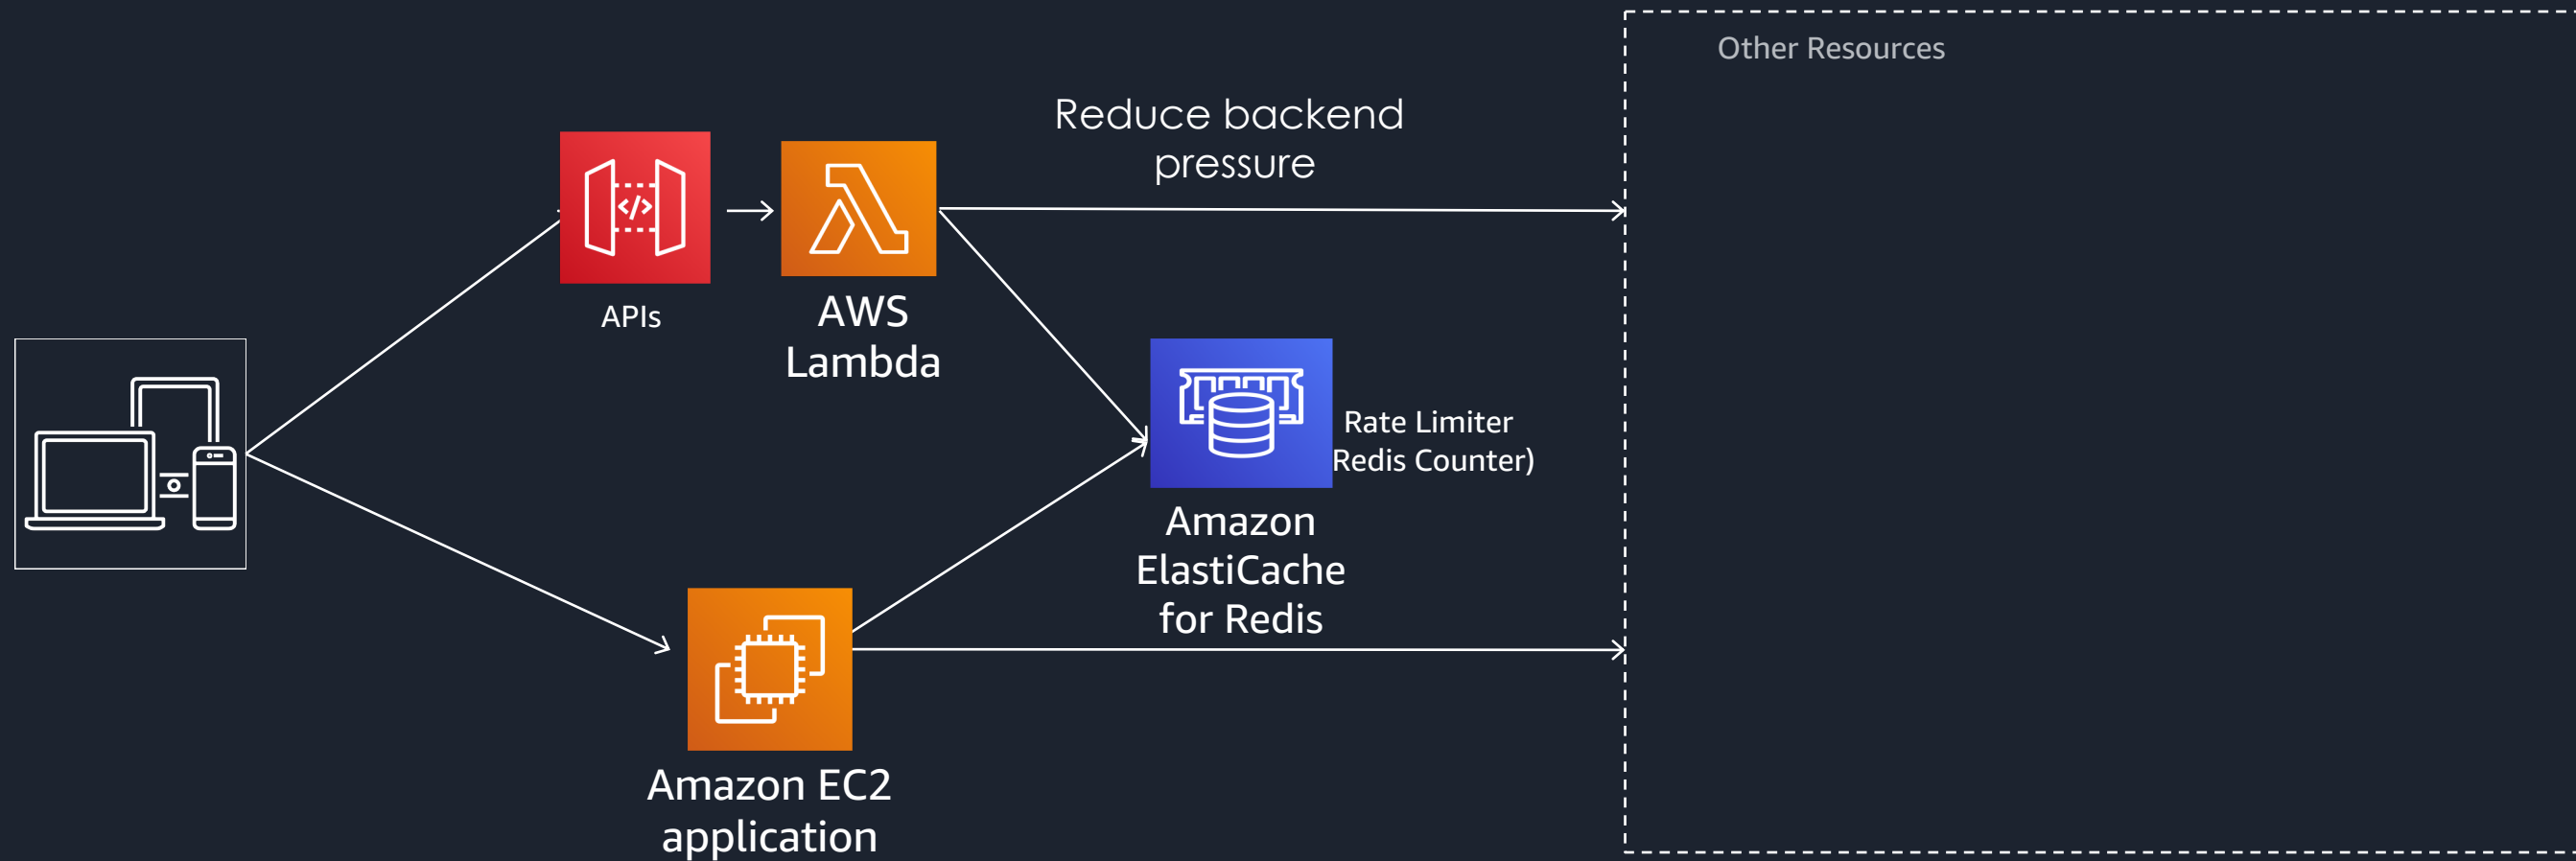 Other Resources
Reduce backend
pressure
</>
APIs
AWS
Lambda
Rate Limiter
Redis Counter)
Amazon
ElastiCache
for Redis
Amazon EC2
application